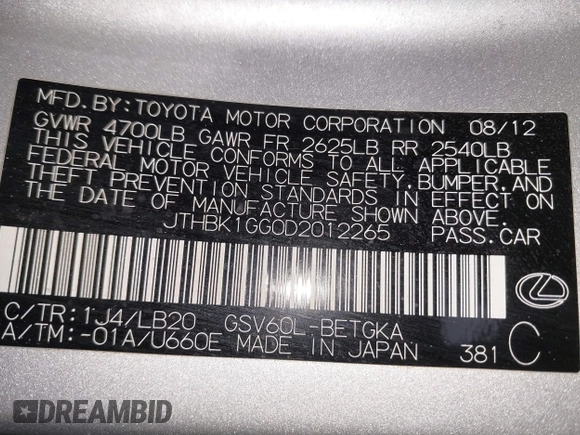 MFD. BY: TOYOTA MOTOR CORPORATION 08/12
GVWR 4700LB GAWR FR 2625LB RR 2540LB
THIS VEHICLE CONFORMS TO ALL APPLICABLE
FEDERAL MOTOR VEHICLE SAFETY, BUMPER, AND
THEFT PREVENTION STANDARDS IN EFFECT ON
THE DATE OF MANUFACTURE SHOWN ABOVE.
JTHBK1GG0D2012265 PASS. CAR
C/TR: 1J4/LB20 GSV60L-BETGKA
A/TM: -01A/U660E MADE IN JAPAN 381 C
DREAMBID